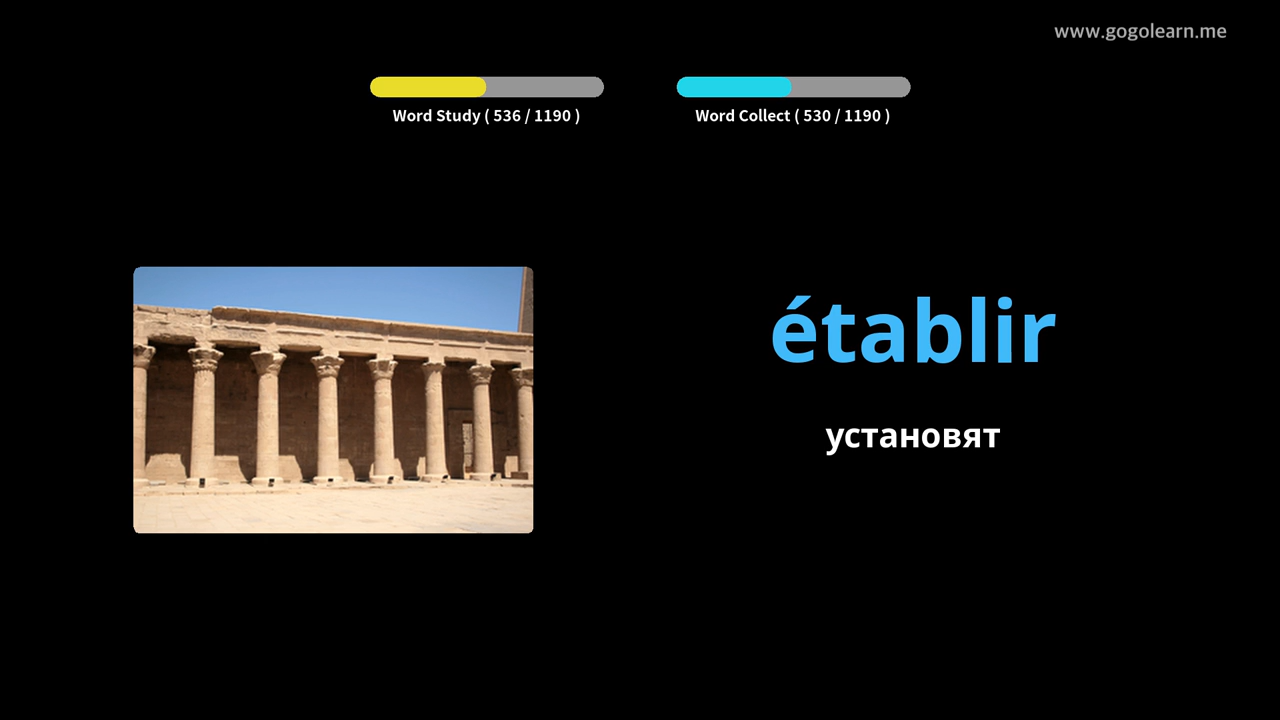 www.gogolearn.me
Word Study ( 536 / 1190 )
Word Collect ( 530 / 1190 )
établir
установят